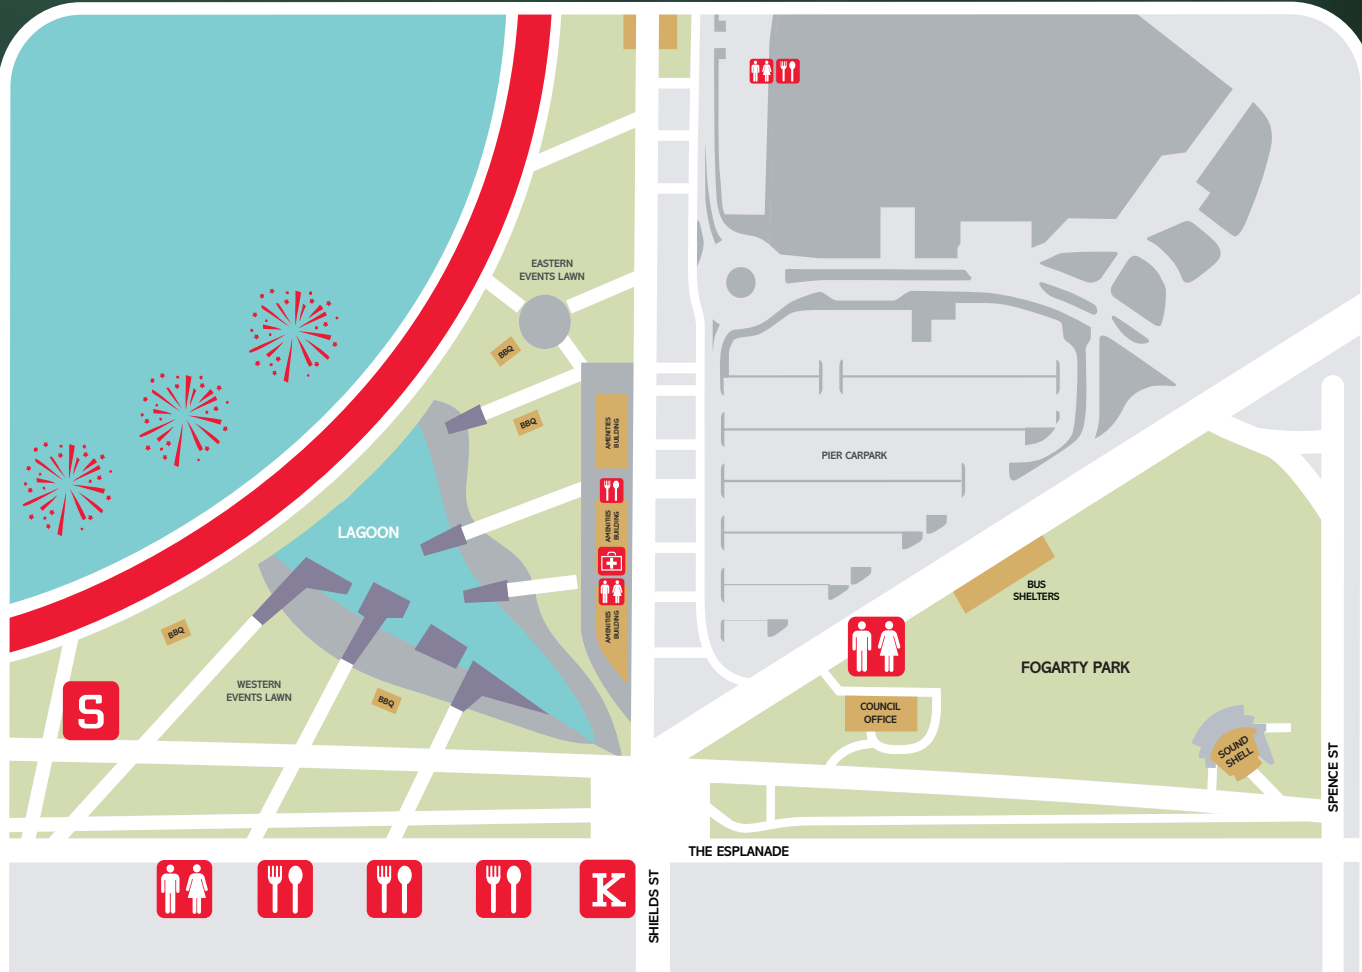 EASTERN
EVENTS LAWN
BBQ
BBQ
AMENITIES
BUILDING
PIER CARPARK
LAGOON
AMENITIES
BUILDING
BUS
SHELTERS
AMENITIES
BUILDING
BBQ
FOGARTY PARK
WESTERN
EVENTS LAWN
BBQ
S
COUNCIL
OFFICE
SOUND
SHELL
SPENCE ST
THE ESPLANADE
K
SHIELDS ST